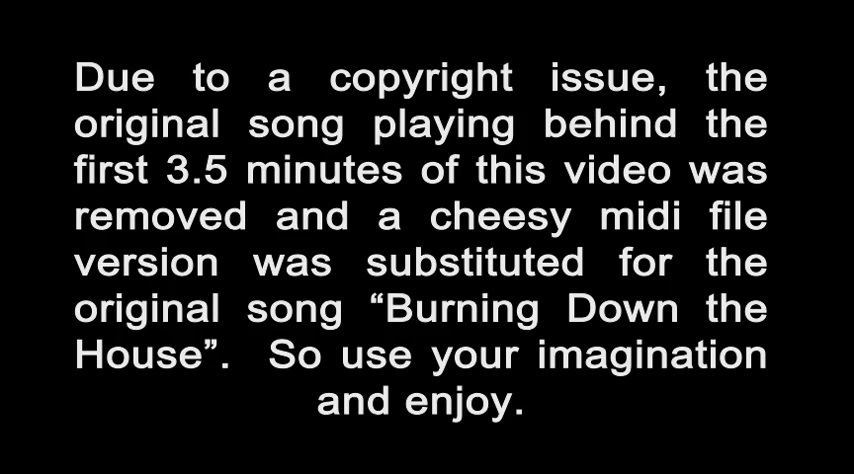 Due to a copyright issue, the
original song playing behind the
first 3.5 minutes of this video was
removed and a cheesy midi file
version was substituted for the
original song “Burning Down the
House”.  So use your imagination
and enjoy.